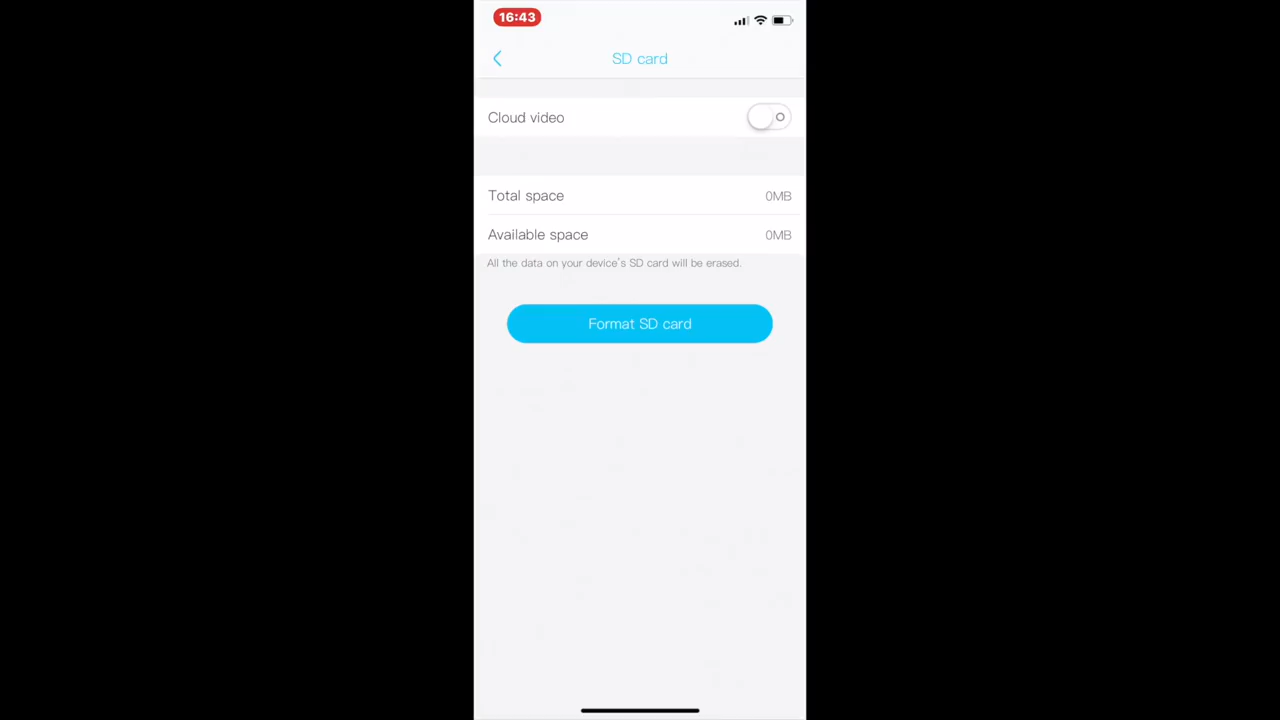 16:43
SD card
Cloud video
Total space 0MB
Available space 0MB
All the data on your device's SD card will be erased.
Format SD card